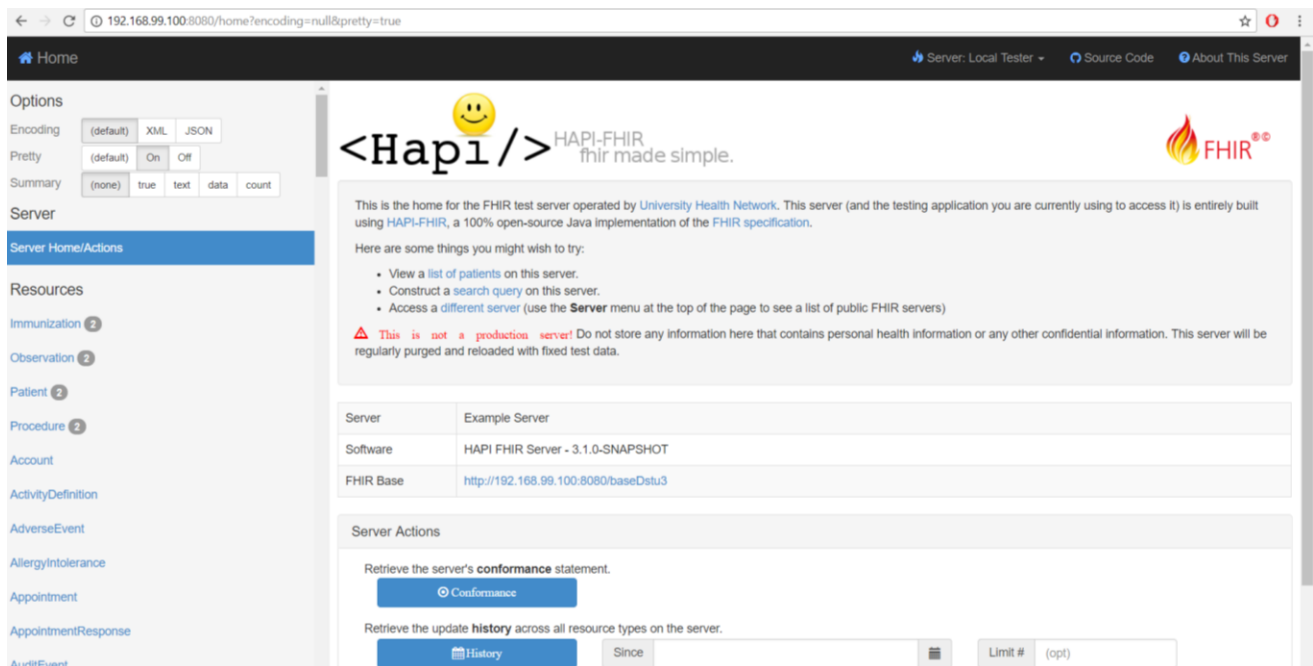 192.168.99.100:8080/home?encoding=null&pretty=true
Home
Server: Local Tester
Source Code
About This Server
Options
Encoding (default) XML JSON
Pretty (default) On Off
Summary (none) true text data count
Server
Server Home/Actions
Resources
Immunization 2
Observation 2
Patient 2
Procedure 2
Account
ActivityDefinition
AdverseEvent
AllergyIntolerance
Appointment
AppointmentResponse
AuditEvent
<Hapi/> HAPI-FHIR
fhir made simple.
FHIR®©
This is the home for the FHIR test server operated by University Health Network. This server (and the testing application you are currently using to access it) is entirely built
using HAPI-FHIR, a 100% open-source Java implementation of the FHIR specification.
Here are some things you might wish to try:
• View a list of patients on this server.
• Construct a search query on this server.
• Access a different server (use the Server menu at the top of the page to see a list of public FHIR servers)
This is not a production server! Do not store any information here that contains personal health information or any other confidential information. This server will be
regularly purged and reloaded with fixed test data.
Server Example Server
Software HAPI FHIR Server - 3.1.0-SNAPSHOT
FHIR Base http://192.168.99.100:8080/baseDstu3
Server Actions
Retrieve the server's conformance statement.
Conformance
Retrieve the update history across all resource types on the server.
History Since Limit # (opt)